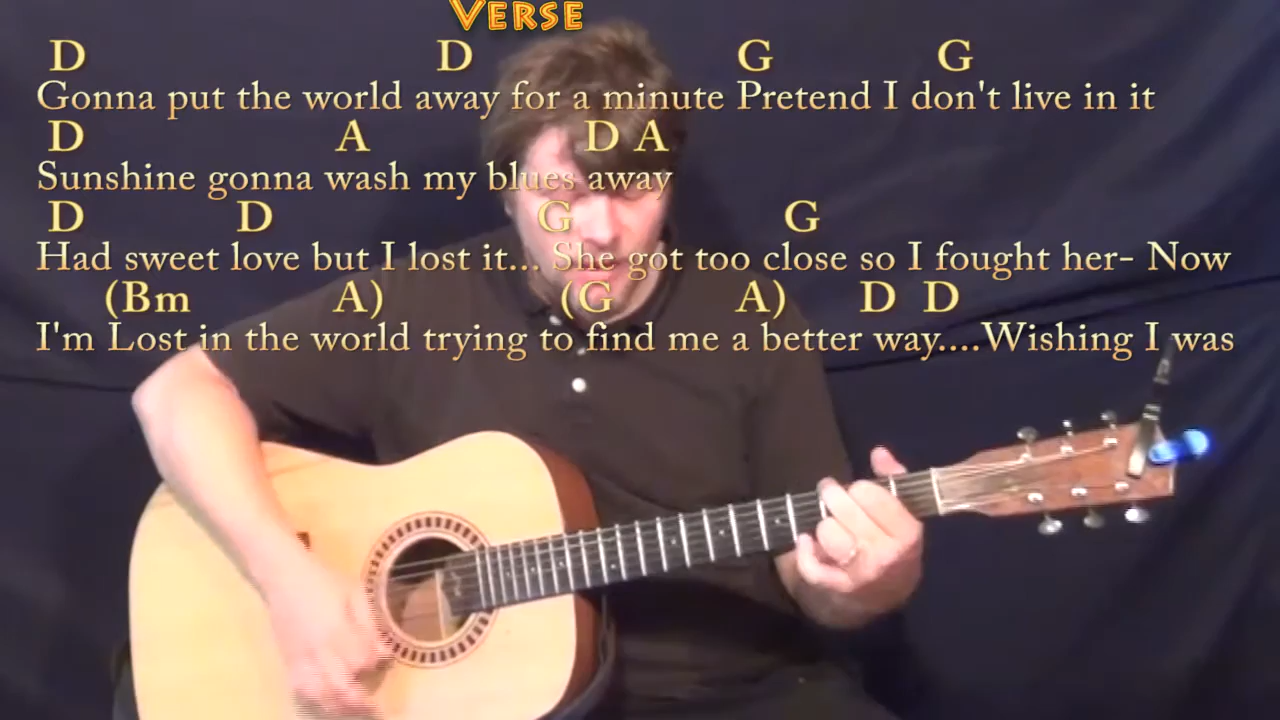 VERSE
D D G G
Gonna put the world away for a minute Pretend I don't live in it
D A D A
Sunshine gonna wash my blues away
D D G G
Had sweet love but I lost it... She got too close so I fought her- Now
(Bm A) (G A) D D
I'm Lost in the world trying to find me a better way....Wishing I was